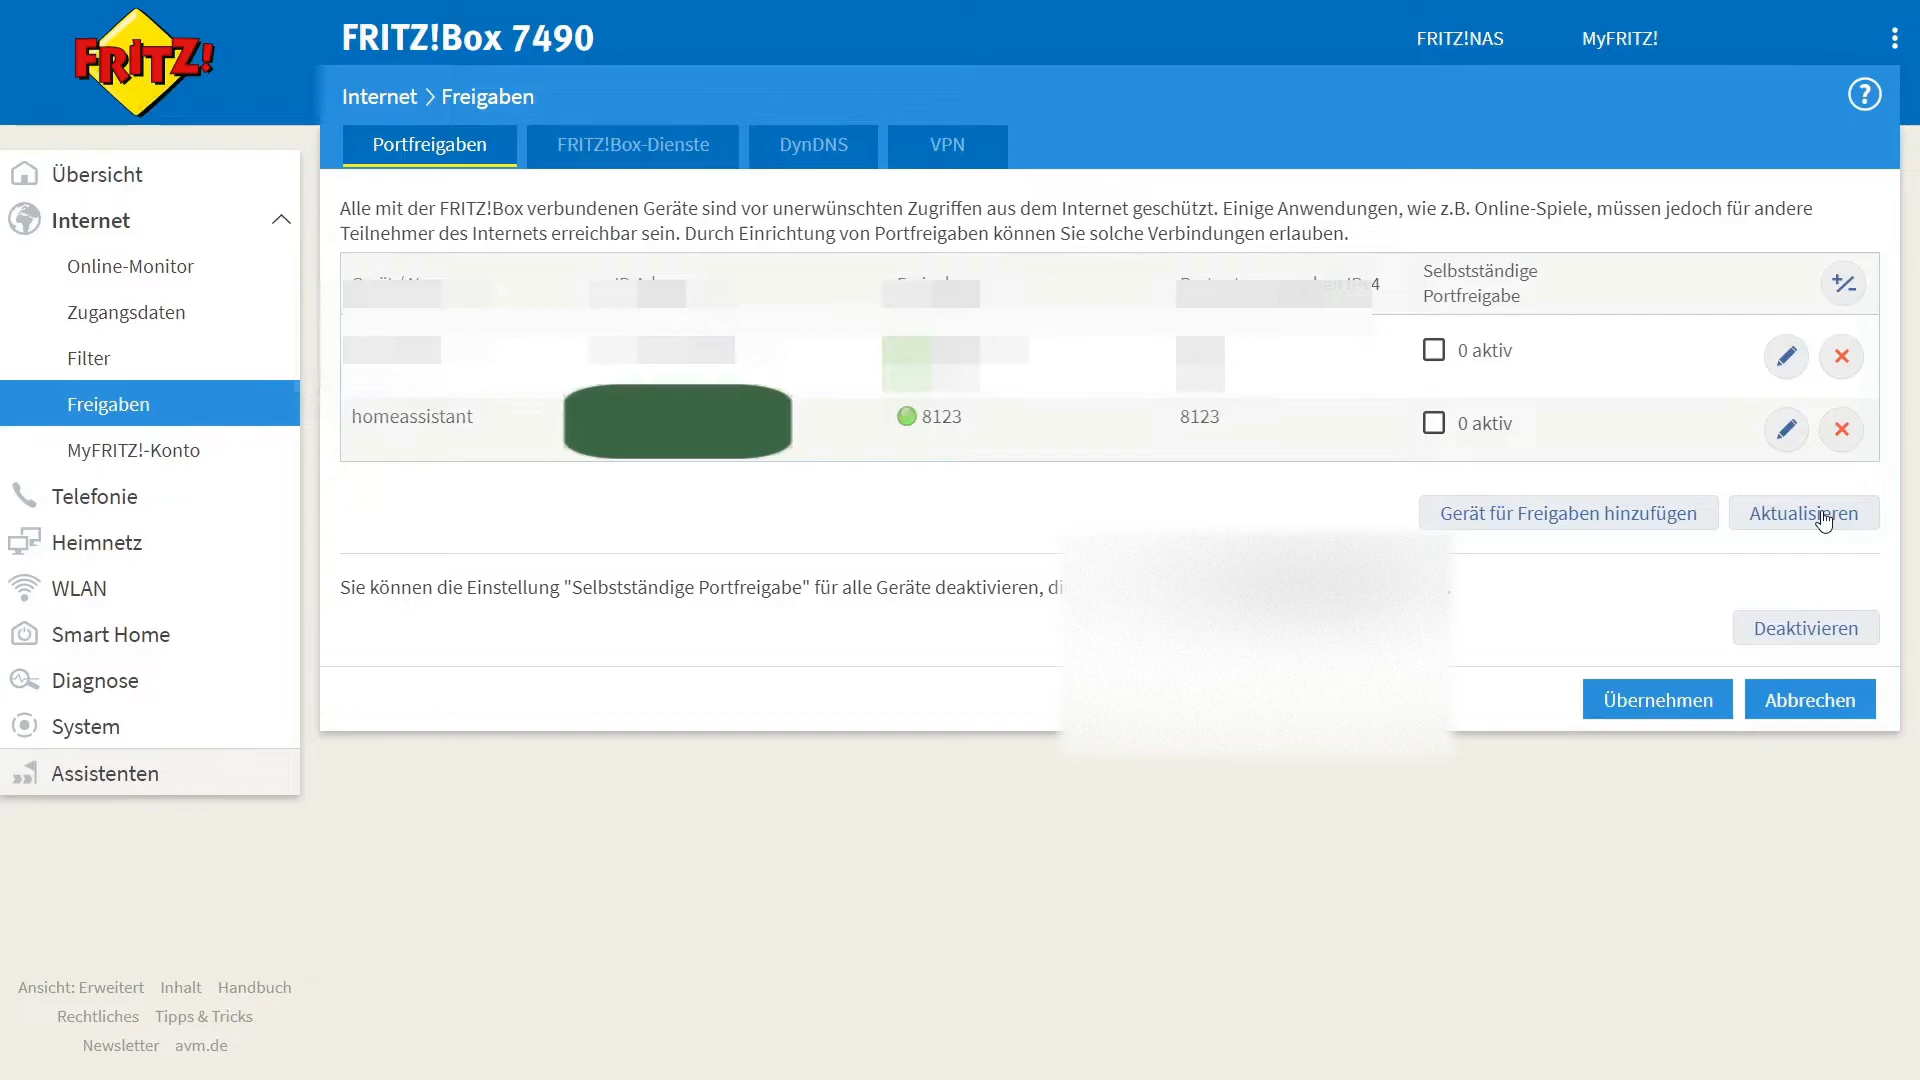 FRITZ!
FRITZ!Box 7490
FRITZ!NAS
MyFRITZ!
Internet > Freigaben
Portfreigaben
FRITZ!Box-Dienste
DynDNS
VPN
Übersicht
Internet
Online-Monitor
Zugangsdaten
Filter
Freigaben
MyFRITZ!-Konto
Telefonie
Heimnetz
WLAN
Smart Home
Diagnose
System
Assistenten
Alle mit der FRITZ!Box verbundenen Geräte sind vor unerwünschten Zugriffen aus dem Internet geschützt. Einige Anwendungen, wie z.B. Online-Spiele, müssen jedoch für andere
Teilnehmer des Internets erreichbar sein. Durch Einrichtung von Portfreigaben können Sie solche Verbindungen erlauben.
Selbstständige
Portfreigabe
0 aktiv
homeassistant
8123
8123
0 aktiv
Gerät für Freigaben hinzufügen
Aktualisieren
Sie können die Einstellung "Selbstständige Portfreigabe" für alle Geräte deaktivieren,
Deaktivieren
Übernehmen
Abbrechen
Ansicht: Erweitert Inhalt Handbuch
Rechtliches Tipps & Tricks
Newsletter avm.de